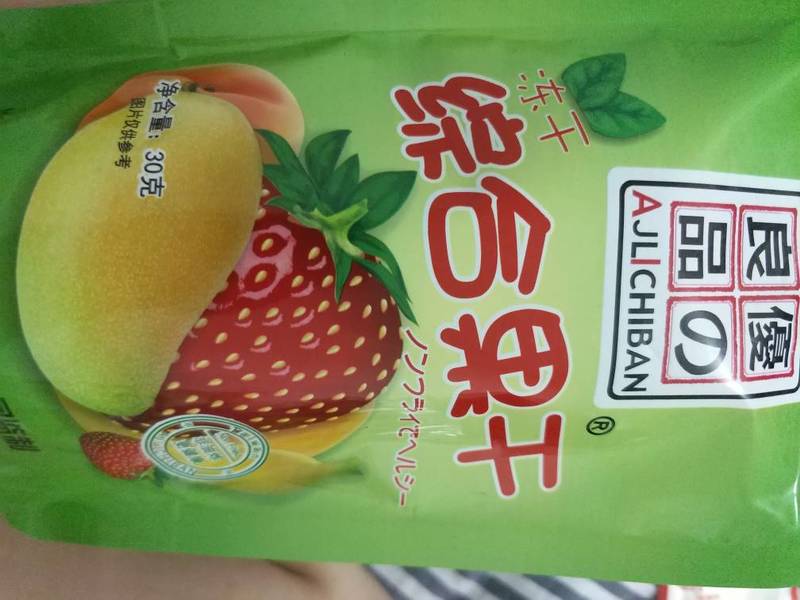 良優
品の
AJLICHIBAN
®
冻干
综合果干
ノンフライでヘルシー
净含量: 30克
图片仅供参考